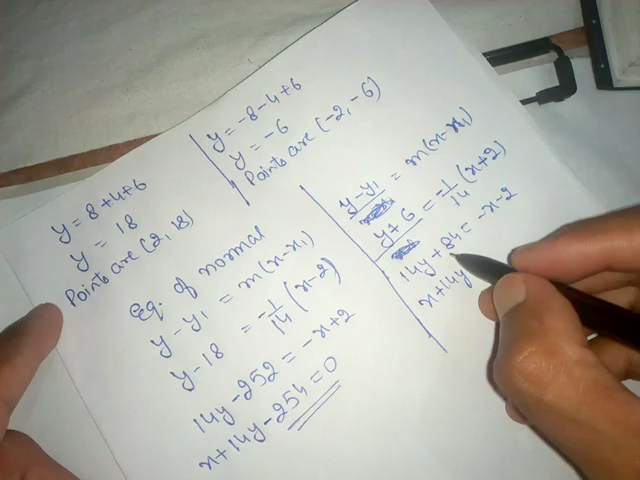 y = 8+4+6
y = 18
Points are (2, 18)
y = -8-4+6
y = -6
Points are (-2, -6)
Eq. of normal
y-y₁ = m(x-x₁)
y-18 = -1/14 (x-2)
14y-252 = -x+2
x+14y-254=0
y-y₁ = m(x-x₁)
y+6 = -1/14 (x+2)
14y+84 = -x-2
x+14y